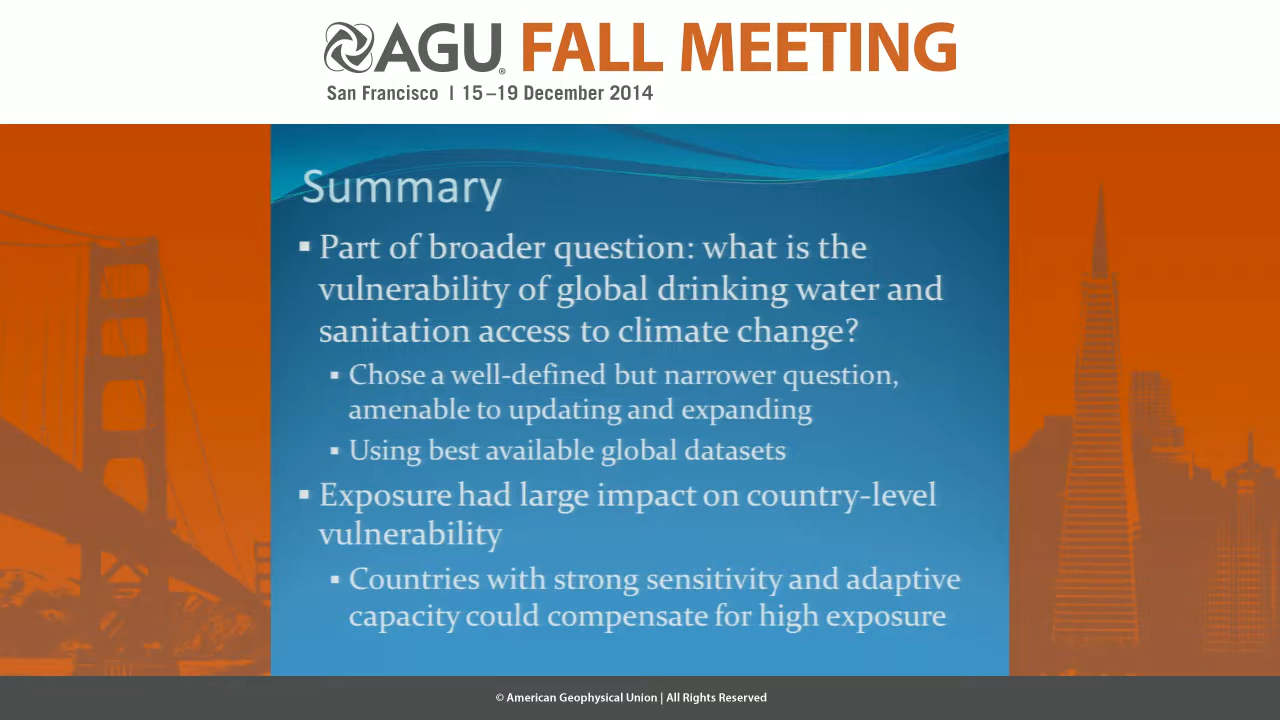 AGU® FALL MEETING
San Francisco | 15–19 December 2014
Summary
▪ Part of broader question: what is the
vulnerability of global drinking water and
sanitation access to climate change?
▪ Chose a well-defined but narrower question,
amenable to updating and expanding
▪ Using best available global datasets
▪ Exposure had large impact on country-level
vulnerability
▪ Countries with strong sensitivity and adaptive
capacity could compensate for high exposure
© American Geophysical Union | All Rights Reserved